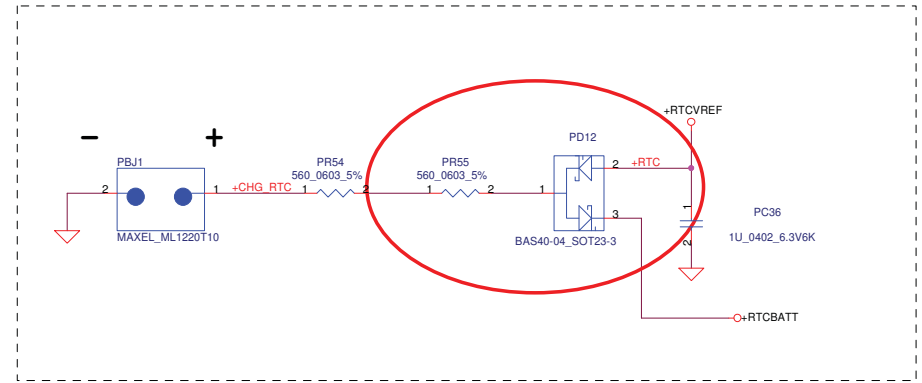 +RTCVREF
− +
PBJ1
PR54
560_0603_5%
PR55
560_0603_5%
PD12
2 +RTC
2 1 +CHG_RTC 1 2 1 2 1
3
1
2
PC36
1U_0402_6.3V6K
MAXEL_ML1220T10
BAS40-04_SOT23-3
+RTCBATT